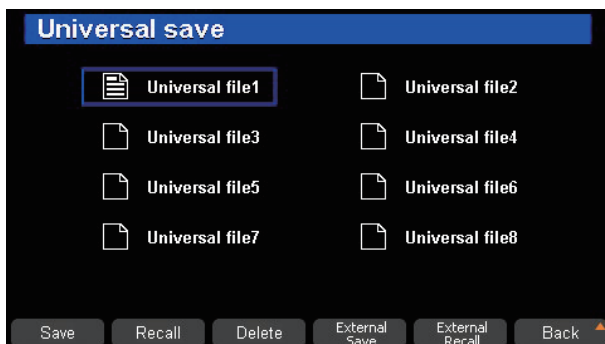 Universal save
Universal file1 Universal file2
Universal file3 Universal file4
Universal file5 Universal file6
Universal file7 Universal file8
Save Recall Delete External Save External Recall Back